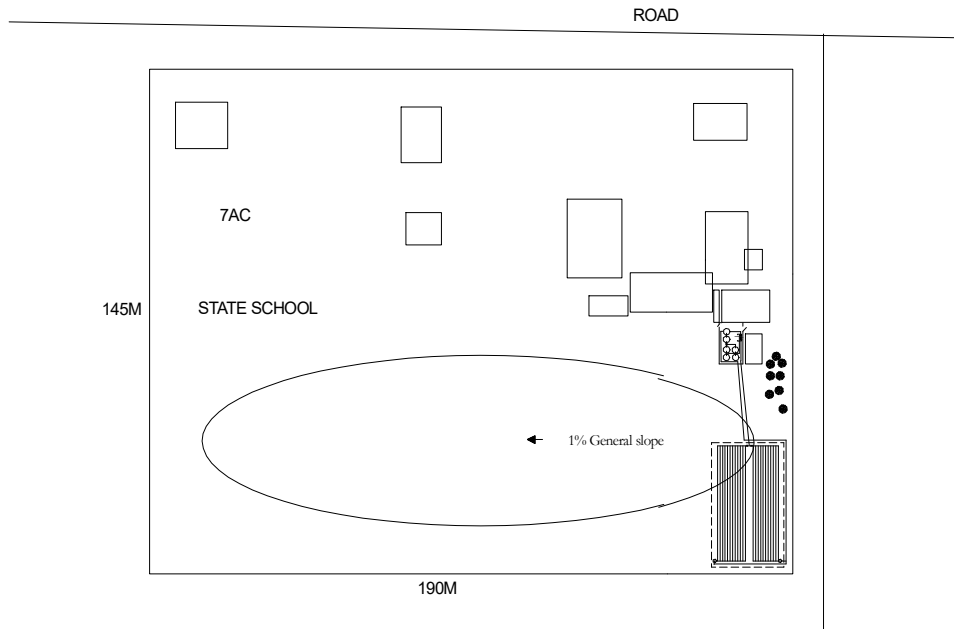 ROAD
7AC
145M
STATE SCHOOL
1% General slope
190M